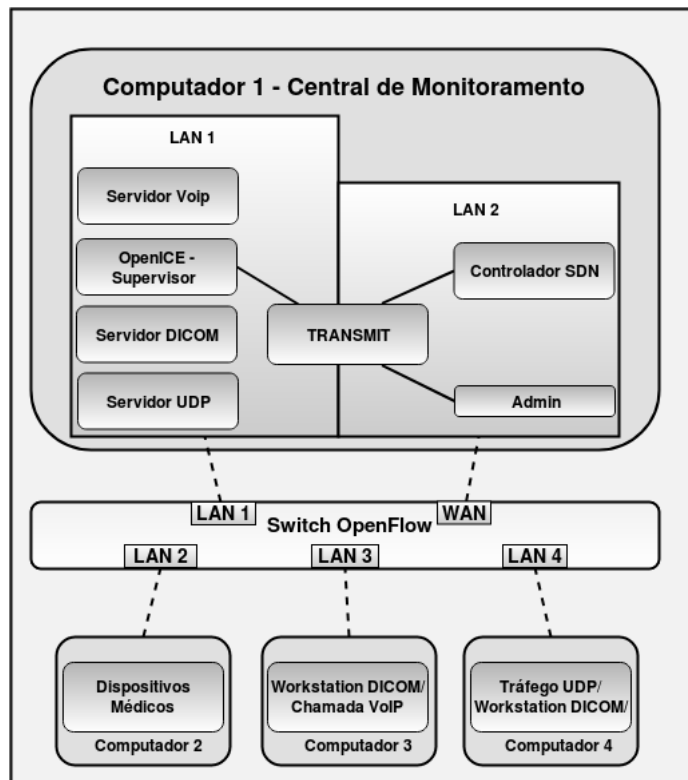 Computador 1 - Central de Monitoramento
LAN 1
Servidor Voip
OpenICE -
Supervisor
Servidor DICOM
Servidor UDP
LAN 2
Controlador SDN
TRANSMIT
Admin
LAN 1
WAN
Switch OpenFlow
LAN 2
LAN 3
LAN 4
Dispositivos
Médicos
Computador 2
Workstation DICOM/
Chamada VoIP
Computador 3
Tráfego UDP/
Workstation DICOM/
Computador 4